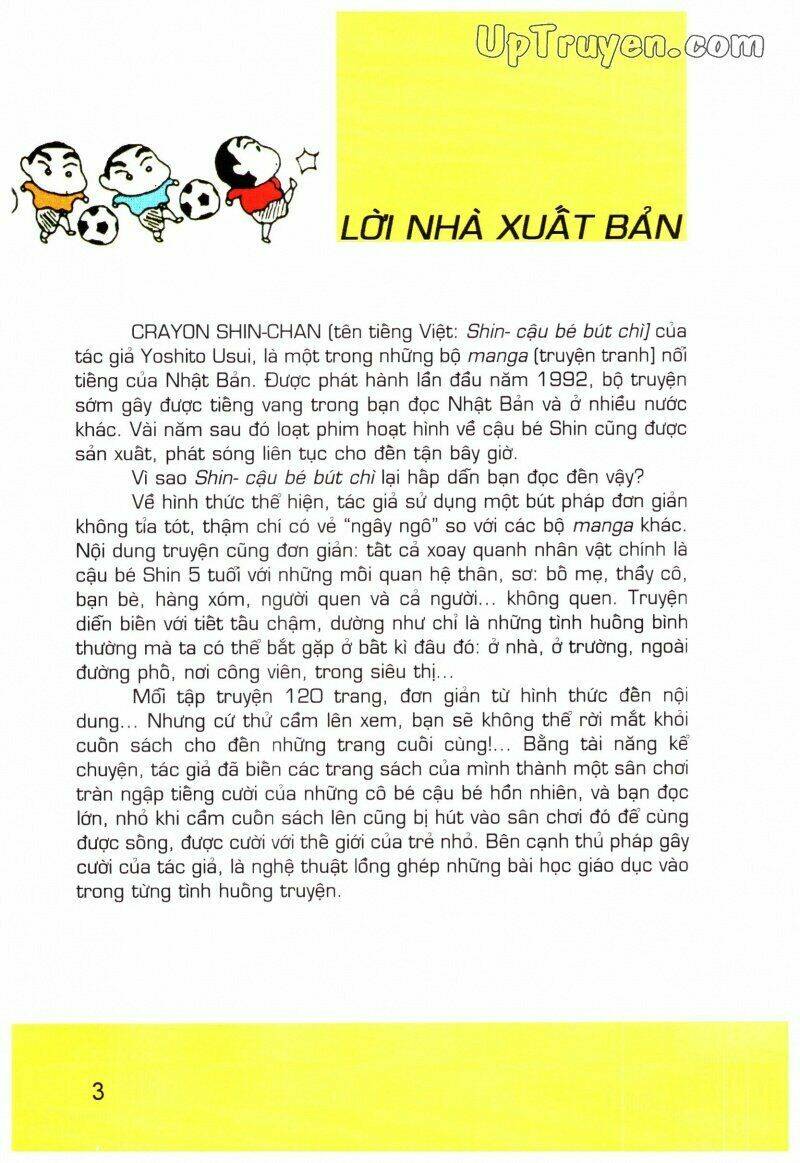 UpTruyen.com
LỜI NHÀ XUẤT BẢN
CRAYON SHIN-CHAN (tên tiếng Việt: Shin- cậu bé bút chì] của
tác giả Yoshito Usui, là một trong những bộ manga (truyện tranh] nổi
tiếng của Nhật Bản. Được phát hành lần đầu năm 1992, bộ truyện
sớm gây được tiếng vang trong bạn đọc Nhật Bản và ở nhiều nước
khác. Vài năm sau đó loạt phim hoạt hình về cậu bé Shin cũng được
sản xuất, phát sóng liên tục cho đến tận bây giờ.
Vì sao Shin- cậu bé bút chì lại hấp dẫn bạn đọc đến vậy?
Về hình thức thể hiện, tác giả sử dụng một bút pháp đơn giản
không tỉa tót, thậm chí có vẻ “ngây ngô” so với các bộ manga khác.
Nội dung truyện cũng đơn giản: tất cả xoay quanh nhân vật chính là
cậu bé Shin 5 tuổi với những mối quan hệ thân, sơ: bố mẹ, thầy cô,
bạn bè, hàng xóm, người quen và cả người... không quen. Truyện
diễn biến với tiết tấu chậm, dường như chỉ là những tình huống bình
thường mà ta có thể bắt gặp ở bất kì đâu đó: ở nhà, ở trường, ngoài
đường phố, nơi công viên, trong siêu thị...
Mỗi tập truyện 120 trang, đơn giản từ hình thức đến nội
dung... Nhưng cứ thử cầm lên xem, bạn sẽ không thể rời mắt khỏi
cuốn sách cho đến những trang cuối cùng!... Bằng tài năng kể
chuyện, tác giả đã biến các trang sách của mình thành một sân chơi
tràn ngập tiếng cười của những cô bé cậu bé hồn nhiên, và bạn đọc
lớn, nhỏ khi cầm cuốn sách lên cũng bị hút vào sân chơi đó để cùng
được sống, được cười với thế giới của trẻ nhỏ. Bên cạnh thủ pháp gây
cười của tác giả, là nghệ thuật lồng ghép những bài học giáo dục vào
trong từng tình huống truyện.
3